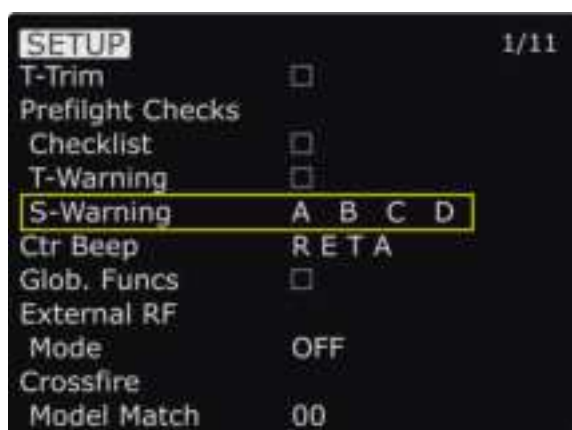 SETUP 1/11
T-Trim
Prefilght Checks
Checklist
T-Warning
S-Warning A B C D
Ctr Beep R E T A
Glob. Funcs
External RF
Mode OFF
Crossfire
Model Match 00